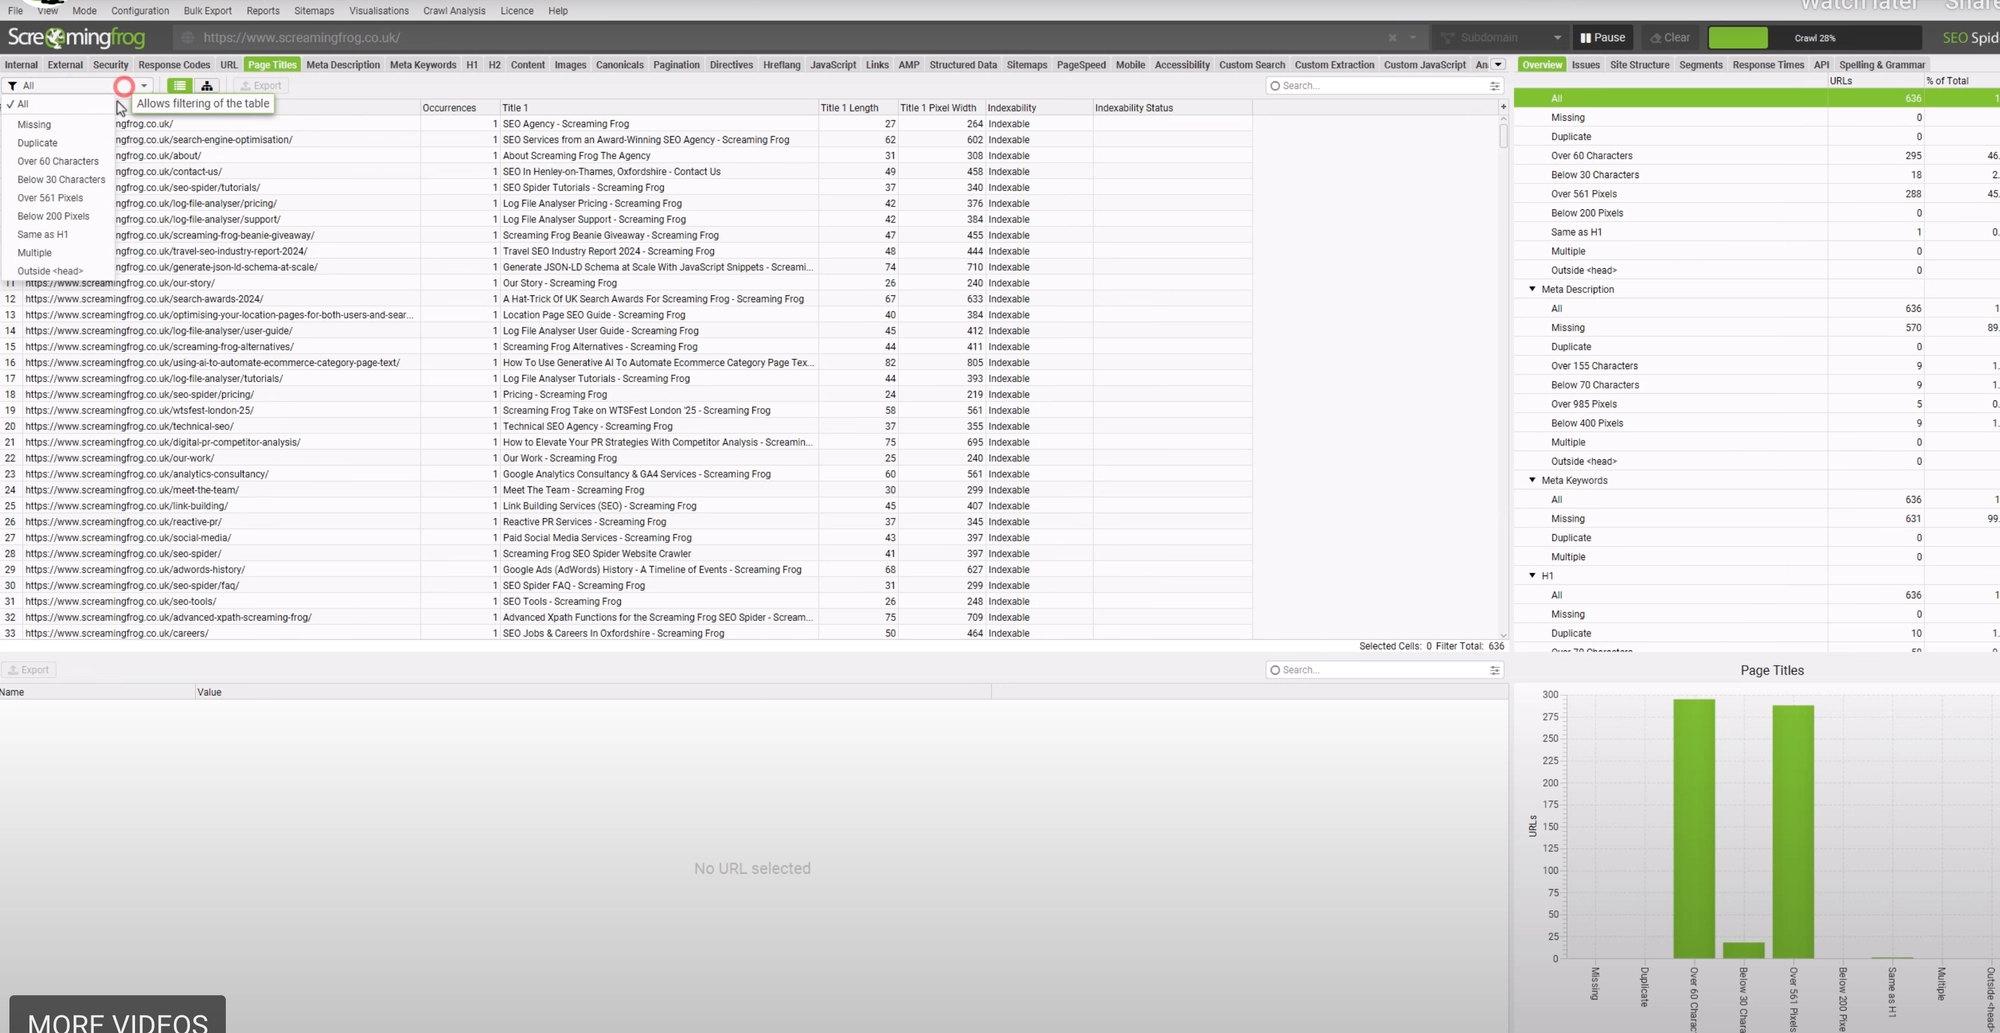 Watch later Share
File View Mode Configuration Bulk Export Reports Sitemaps Visualisations Crawl Analysis Licence Help
Screamingfrog https://www.screamingfrog.co.uk/ Subdomain Pause Clear Crawl 28% SEO Spid
Internal External Security Response Codes URL Page Titles Meta Description Meta Keywords H1 H2 Content Images Canonicals Pagination Directives Hreflang JavaScript Links AMP Structured Data Sitemaps PageSpeed Mobile Accessibility Custom Search Custom Extraction Custom JavaScript An
All Export Search...
Allows filtering of the table
All
Missing
Duplicate
Over 60 Characters
Below 30 Characters
Over 561 Pixels
Below 200 Pixels
Same as H1
Multiple
Outside <head>
Occurrences Title 1 Title 1 Length Title 1 Pixel Width Indexability Indexability Status
ngfrog.co.uk/ 1 SEO Agency - Screaming Frog 27 264 Indexable
ngfrog.co.uk/search-engine-optimisation/ 1 SEO Services from an Award-Winning SEO Agency - Screaming Frog 62 602 Indexable
ngfrog.co.uk/about/ 1 About Screaming Frog The Agency 31 308 Indexable
ngfrog.co.uk/contact-us/ 1 SEO In Henley-on-Thames, Oxfordshire - Contact Us 49 458 Indexable
ngfrog.co.uk/seo-spider/tutorials/ 1 SEO Spider Tutorials - Screaming Frog 37 340 Indexable
ngfrog.co.uk/log-file-analyser/pricing/ 1 Log File Analyser Pricing - Screaming Frog 42 376 Indexable
ngfrog.co.uk/log-file-analyser/support/ 1 Log File Analyser Support - Screaming Frog 42 384 Indexable
ngfrog.co.uk/screaming-frog-beanie-giveaway/ 1 Screaming Frog Beanie Giveaway - Screaming Frog 47 455 Indexable
ngfrog.co.uk/travel-seo-industry-report-2024/ 1 Travel SEO Industry Report 2024 - Screaming Frog 48 444 Indexable
ngfrog.co.uk/generate-json-ld-schema-at-scale/ 1 Generate JSON-LD Schema at Scale With JavaScript Snippets - Screami... 74 710 Indexable
11 https://www.screamingfrog.co.uk/our-story/ 1 Our Story - Screaming Frog 26 240 Indexable
12 https://www.screamingfrog.co.uk/search-awards-2024/ 1 A Hat-Trick Of UK Search Awards For Screaming Frog - Screaming Frog 67 633 Indexable
13 https://www.screamingfrog.co.uk/optimising-your-location-pages-for-both-users-and-sear... 1 Location Page SEO Guide - Screaming Frog 40 384 Indexable
14 https://www.screamingfrog.co.uk/log-file-analyser/user-guide/ 1 Log File Analyser User Guide - Screaming Frog 45 412 Indexable
15 https://www.screamingfrog.co.uk/screaming-frog-alternatives/ 1 Screaming Frog Alternatives - Screaming Frog 44 411 Indexable
16 https://www.screamingfrog.co.uk/using-ai-to-automate-ecommerce-category-page-text/ 1 How To Use Generative AI To Automate Ecommerce Category Page Tex... 82 805 Indexable
17 https://www.screamingfrog.co.uk/log-file-analyser/tutorials/ 1 Log File Analyser Tutorials - Screaming Frog 44 393 Indexable
18 https://www.screamingfrog.co.uk/seo-spider/pricing/ 1 Pricing - Screaming Frog 24 219 Indexable
19 https://www.screamingfrog.co.uk/wtsfest-london-25/ 1 Screaming Frog Take on WTSFest London '25 - Screaming Frog 58 561 Indexable
20 https://www.screamingfrog.co.uk/technical-seo/ 1 Technical SEO Agency - Screaming Frog 37 355 Indexable
21 https://www.screamingfrog.co.uk/digital-pr-competitor-analysis/ 1 How to Elevate Your PR Strategies With Competitor Analysis - Screamin... 75 695 Indexable
22 https://www.screamingfrog.co.uk/our-work/ 1 Our Work - Screaming Frog 25 240 Indexable
23 https://www.screamingfrog.co.uk/analytics-consultancy/ 1 Google Analytics Consultancy & GA4 Services - Screaming Frog 60 561 Indexable
24 https://www.screamingfrog.co.uk/meet-the-team/ 1 Meet The Team - Screaming Frog 30 299 Indexable
25 https://www.screamingfrog.co.uk/link-building/ 1 Link Building Services (SEO) - Screaming Frog 45 407 Indexable
26 https://www.screamingfrog.co.uk/reactive-pr/ 1 Reactive PR Services - Screaming Frog 37 345 Indexable
27 https://www.screamingfrog.co.uk/social-media/ 1 Paid Social Media Services - Screaming Frog 43 397 Indexable
28 https://www.screamingfrog.co.uk/seo-spider/ 1 Screaming Frog SEO Spider Website Crawler 41 397 Indexable
29 https://www.screamingfrog.co.uk/adwords-history/ 1 Google Ads (AdWords) History - A Timeline of Events - Screaming Frog 68 627 Indexable
30 https://www.screamingfrog.co.uk/seo-spider/faq/ 1 SEO Spider FAQ - Screaming Frog 31 299 Indexable
31 https://www.screamingfrog.co.uk/seo-tools/ 1 SEO Tools - Screaming Frog 26 248 Indexable
32 https://www.screamingfrog.co.uk/advanced-xpath-screaming-frog/ 1 Advanced Xpath Functions for the Screaming Frog SEO Spider - Scream... 75 709 Indexable
33 https://www.screamingfrog.co.uk/careers/ 1 SEO Jobs & Careers In Oxfordshire - Screaming Frog 50 464 Indexable
Selected Cells: 0 Filter Total: 636
Export Search...
Name Value
No URL selected
MORE VIDEOS
Overview Issues Site Structure Segments Response Times API Spelling & Grammar
URLs % of Total
All 636 1
Missing 0
Duplicate 0
Over 60 Characters 295 46.
Below 30 Characters 18 2.
Over 561 Pixels 288 45.
Below 200 Pixels 0
Same as H1 1 0.
Multiple 0
Outside <head> 0
Meta Description
All 636 1
Missing 570 89.
Duplicate 0
Over 155 Characters 9 1.
Below 70 Characters 9 1.
Over 985 Pixels 5 0.
Below 400 Pixels 9 1.
Multiple 0
Outside <head> 0
Meta Keywords
All 636 1
Missing 631 99.
Duplicate 0
Multiple 0
H1
All 636 1
Missing 0
Duplicate 10 1.
Over 70 Characters 58 9
Page Titles
300
275
250
225
200
175
150
125
100
75
50
25
0
URLs
Missing
Duplicate
Over 60 Charac
Below 30 Chara
Over 561 Pixels
Below 200 Pixe
Same as H1
Multiple
Outside <head>